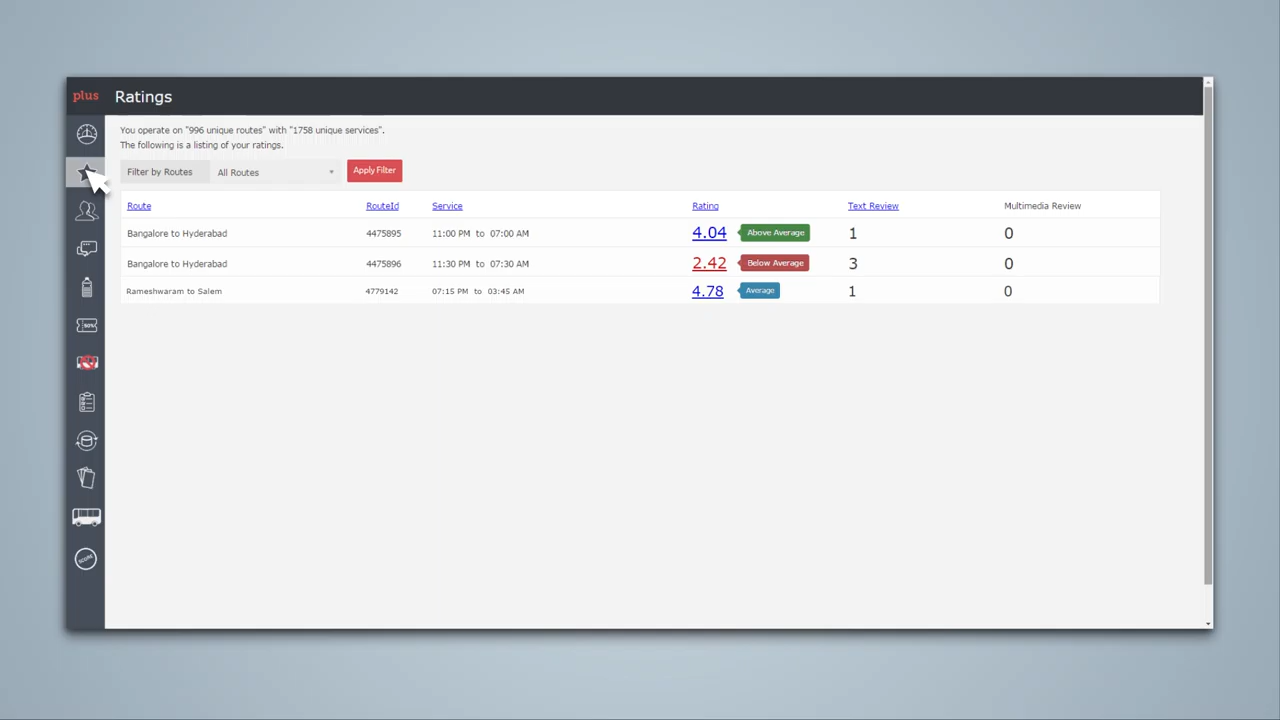 plus Ratings
You operate on "996 unique routes" with "1758 unique services".
The following is a listing of your ratings.
Filter by Routes All Routes Apply Filter
Route RouteId Service Rating Text Review Multimedia Review
Bangalore to Hyderabad 4475895 11:00 PM to 07:00 AM 4.04 Above Average 1 0
Bangalore to Hyderabad 4475896 11:30 PM to 07:30 AM 2.42 Below Average 3 0
Rameshwaram to Salem 4779142 07:15 PM to 03:45 AM 4.78 Average 1 0
50%
SCORE